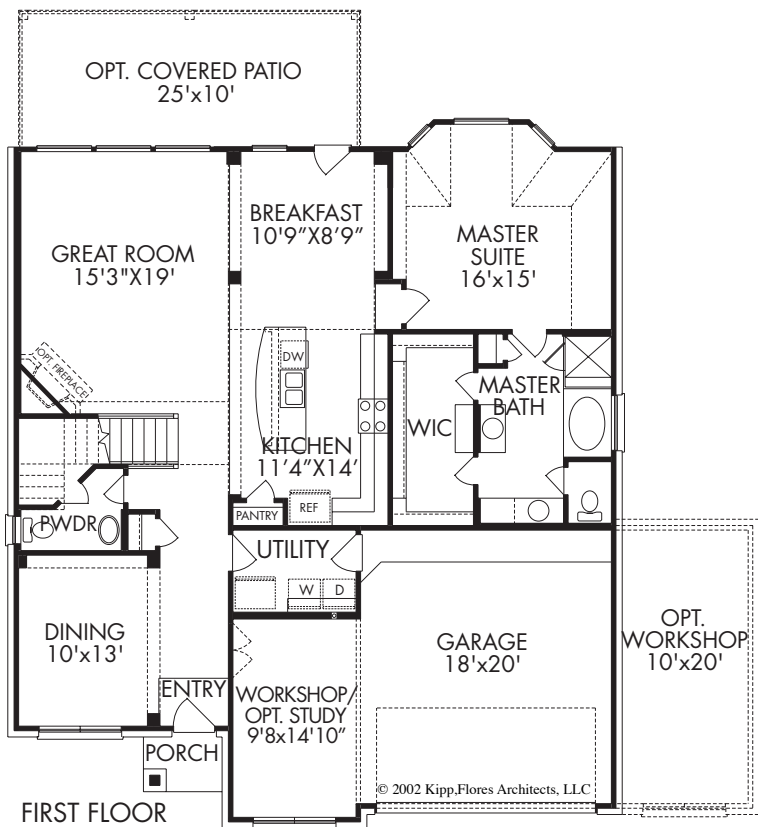 OPT. COVERED PATIO
25'x10'
BREAKFAST
10'9"X8'9"
GREAT ROOM
15'3"X19'
MASTER
SUITE
16'x15'
OPT. FIREPLACE
DW
MASTER
BATH
WIC
KITCHEN
11'4"X14'
PANTRY
REF
PWDR
UTILITY
W
D
DINING
10'x13'
GARAGE
18'x20'
OPT.
WORKSHOP
10'x20'
ENTRY
WORKSHOP/
OPT. STUDY
9'8x14'10"
PORCH
© 2002 Kipp,Flores Architects, LLC
FIRST FLOOR